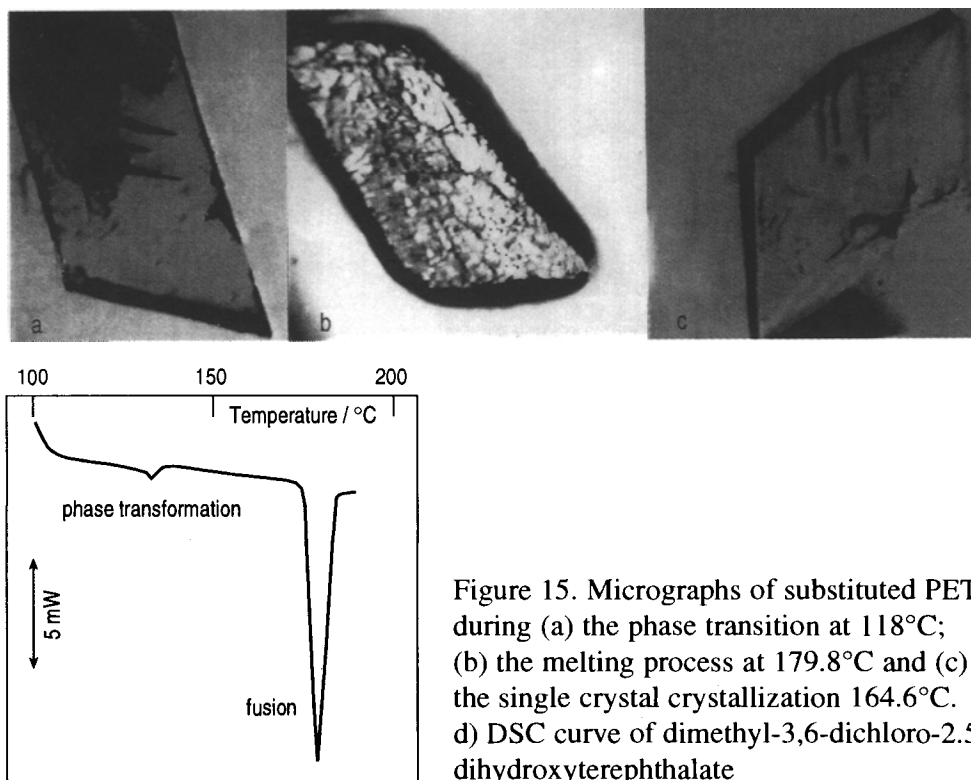 a
b
c
100 150 200
Temperature / °C
phase transformation
5 mW
fusion
Figure 15. Micrographs of substituted PET
during (a) the phase transition at 118°C;
(b) the melting process at 179.8°C and (c)
the single crystal crystallization 164.6°C.
d) DSC curve of dimethyl-3,6-dichloro-2.5
dihydroxyterephthalate